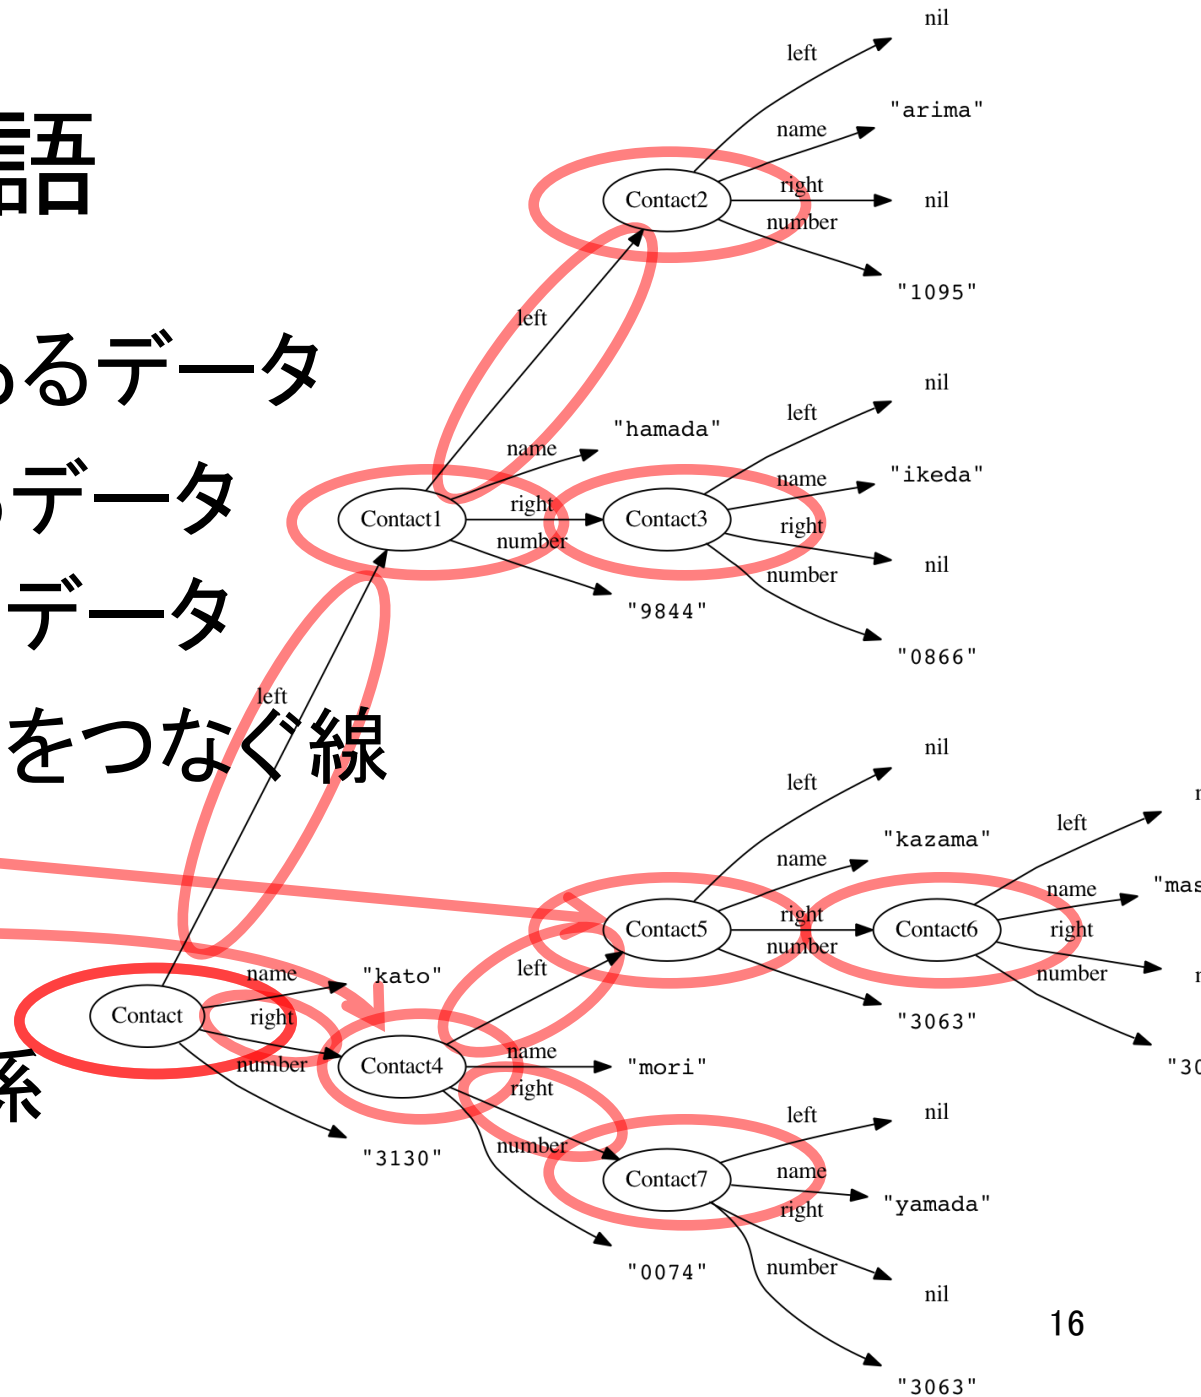 語
あるデータ
るデータ
データ
をつなぐ線
係
nil
left
"arima"
name
Contact2
right
nil
number
"1095"
left
nil
left
"hamada"
name
name
"ikeda"
Contact1
right
Contact3
right
number
number
nil
"9844"
"0866"
left
nil
left
left
"kazama"
name
name
"mas
Contact5
right
Contact6
right
number
number
left
"3063"
name
"kato"
Contact
right
number
Contact4
name
"mori"
"30
right
left
nil
number
"3130"
Contact7
name
"yamada"
right
"0074"
number
nil
16
"3063"